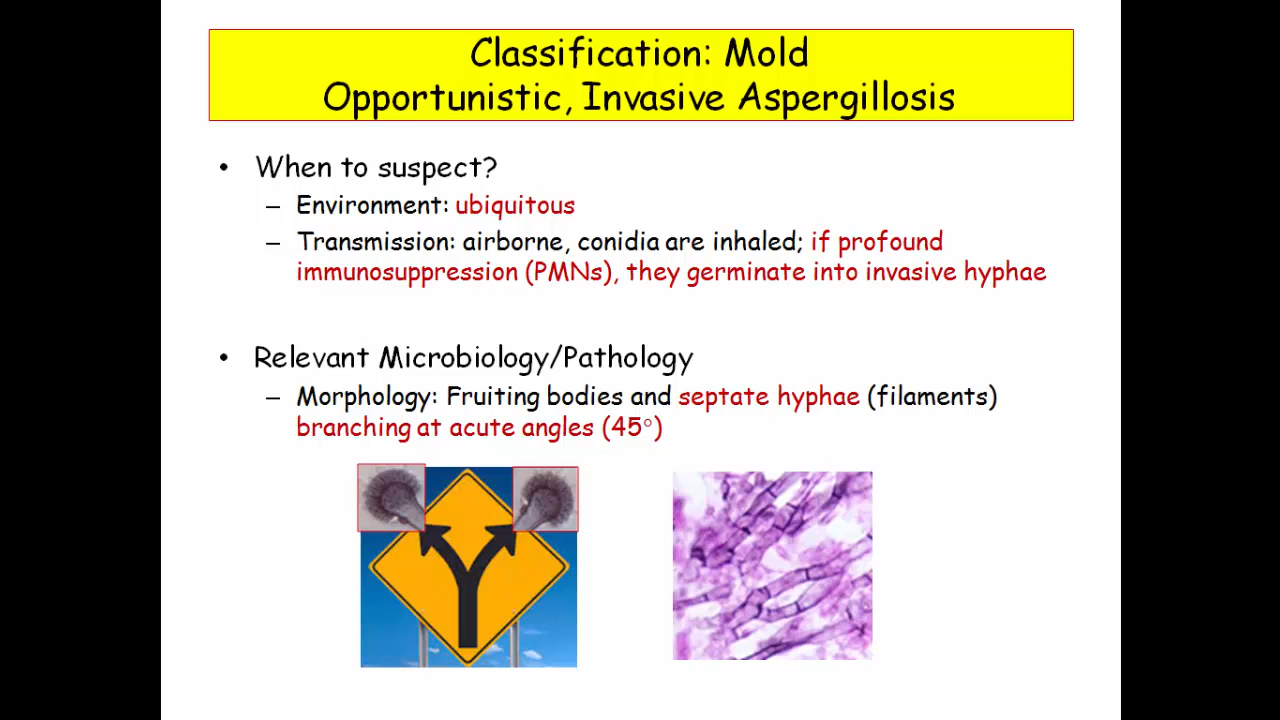 Classification: Mold
Opportunistic, Invasive Aspergillosis
• When to suspect?
– Environment: ubiquitous
– Transmission: airborne, conidia are inhaled; if profound
immunosuppression (PMNs), they germinate into invasive hyphae
• Relevant Microbiology/Pathology
– Morphology: Fruiting bodies and septate hyphae (filaments)
branching at acute angles (45°)